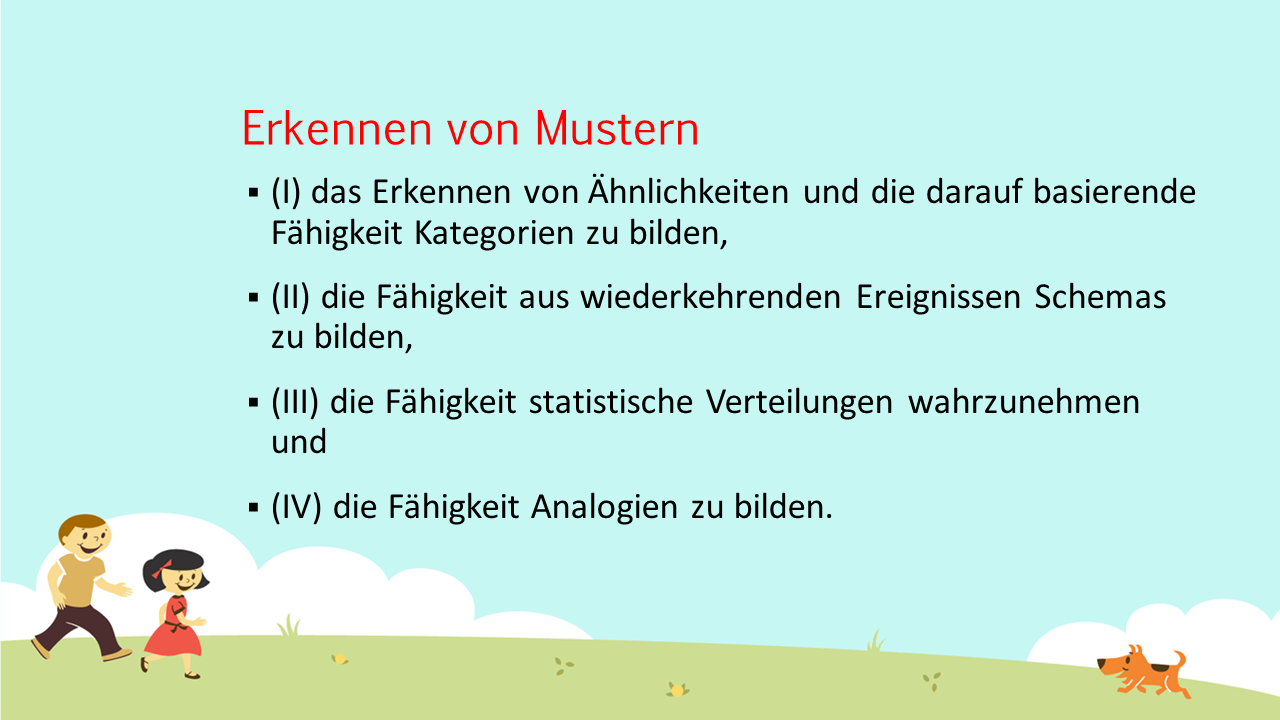 Erkennen von Mustern
▪ (I) das Erkennen von Ähnlichkeiten und die darauf basierende
Fähigkeit Kategorien zu bilden,
▪ (II) die Fähigkeit aus wiederkehrenden Ereignissen Schemas
zu bilden,
▪ (III) die Fähigkeit statistische Verteilungen wahrzunehmen
und
▪ (IV) die Fähigkeit Analogien zu bilden.